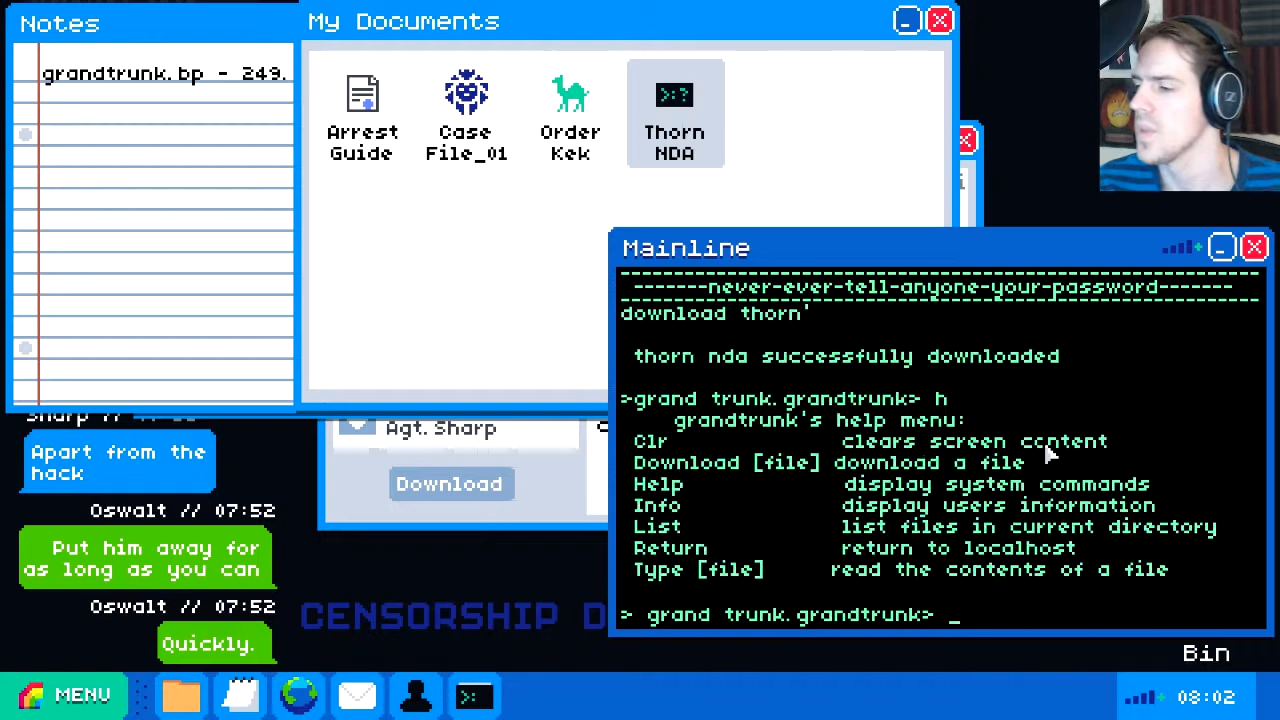 Notes
grandtrunk.bp - 249.
My Documents
Arrest
Guide
Case
File_01
Order
Kek
>:?
Thorn
NDA
Mainline
-------never-ever-tell-anyone-your-password-------
download thorn'
thorn nda successfully downloaded
>grand trunk.grandtrunk> h
grandtrunk's help menu:
Clr clears screen content
Download [file] download a file
Help display system commands
Info display users information
List list files in current directory
Return return to localhost
Type [file] read the contents of a file
> grand trunk.grandtrunk> _
Agt. Sharp
Download
Sharp //
Apart from the
hack
Oswalt // 07:52
Put him away for
as long as you can
Oswalt // 07:52
Quickly.
CENSORSHIP D
Bin
MENU
>:
08:02